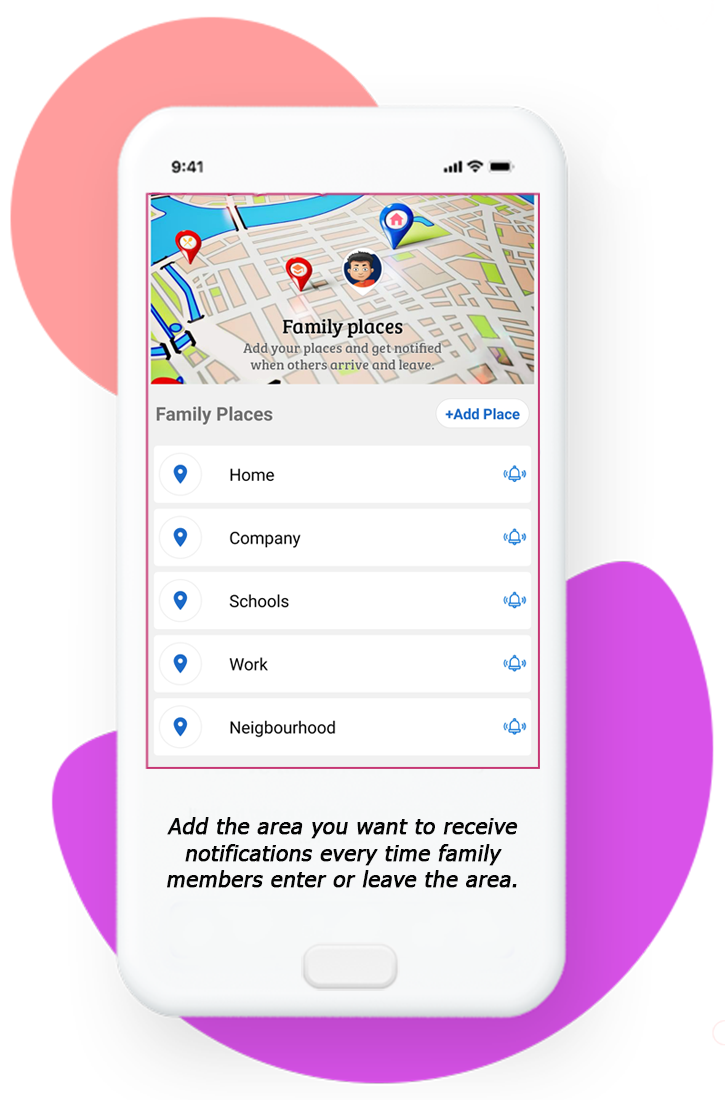 9:41
Family places
Add your places and get notified
when others arrive and leave.
Family Places
+Add Place
Home
Company
Schools
Work
Neigbourhood
Add the area you want to receive
notifications every time family
members enter or leave the area.